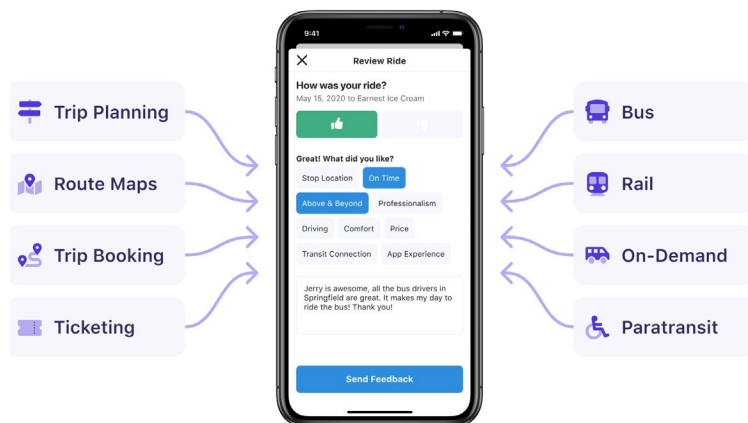 Trip Planning
Route Maps
Trip Booking
Ticketing
9:41
Review Ride
How was your ride?
May 15, 2020 to Earnest Ice Cream
Great! What did you like?
Stop Location
On Time
Above & Beyond
Professionalism
Driving
Comfort
Price
Transit Connection
App Experience
Jerry is awesome, all the bus drivers in
Springfield are great. It makes my day to
ride the bus! Thank you!
Send Feedback
Bus
Rail
On-Demand
Paratransit